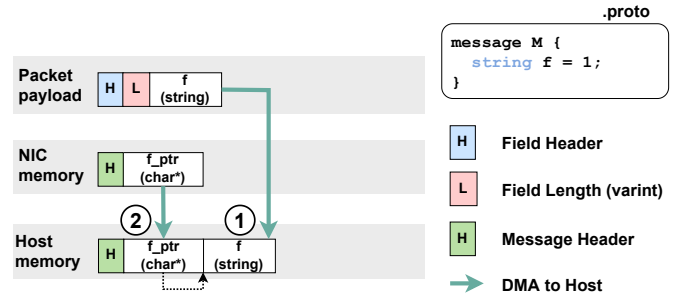 .proto
message M {
string f = 1;
}
Packet
payload
H
L
f
(string)
NIC
memory
H
f_ptr
(char*)
2
1
Host
memory
H
f_ptr
(char*)
f
(string)
H
Field Header
L
Field Length (varint)
H
Message Header
DMA to Host